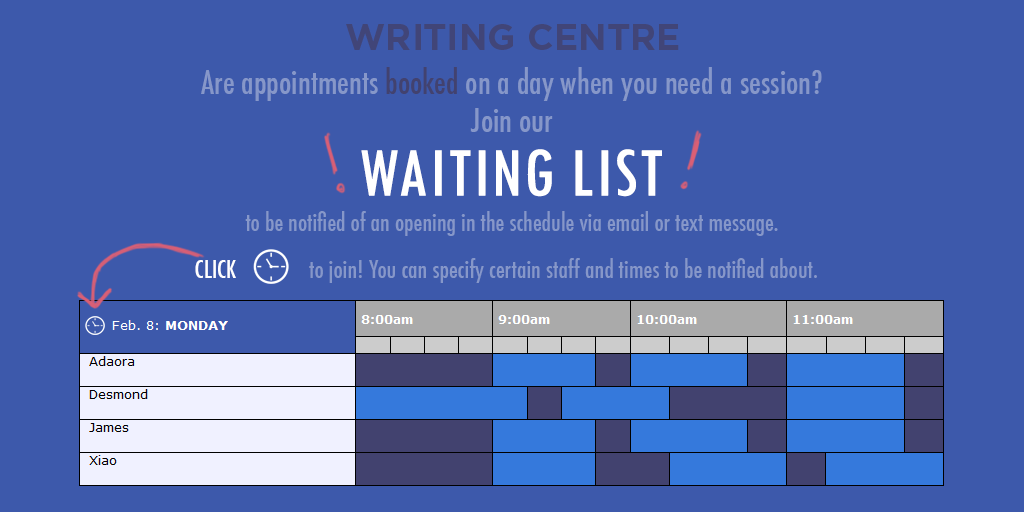 WRITING CENTRE
Are appointments booked on a day when you need a session?
Join our
! WAITING LIST !
to be notified of an opening in the schedule via email or text message.
CLICK to join! You can specify certain staff and times to be notified about.
Feb. 8: MONDAY 8:00am 9:00am 10:00am 11:00am
Adaora
Desmond
James
Xiao